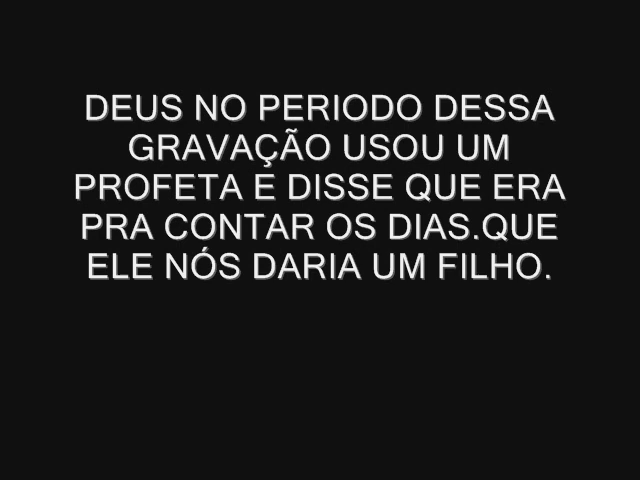 DEUS NO PERIODO DESSA
GRAVAÇÃO USOU UM
PROFETA E DISSE QUE ERA
PRA CONTAR OS DIAS.QUE
ELE NÓS DARIA UM FILHO.